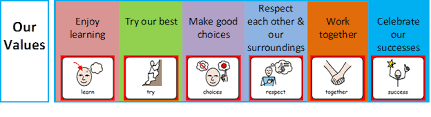 Our
Values
Enjoy
learning
Try our best
Make good
choices
Respect
each other &
our
surroundings
Work
together
Celebrate
our
successes
learn
try
choices
respect
together
success